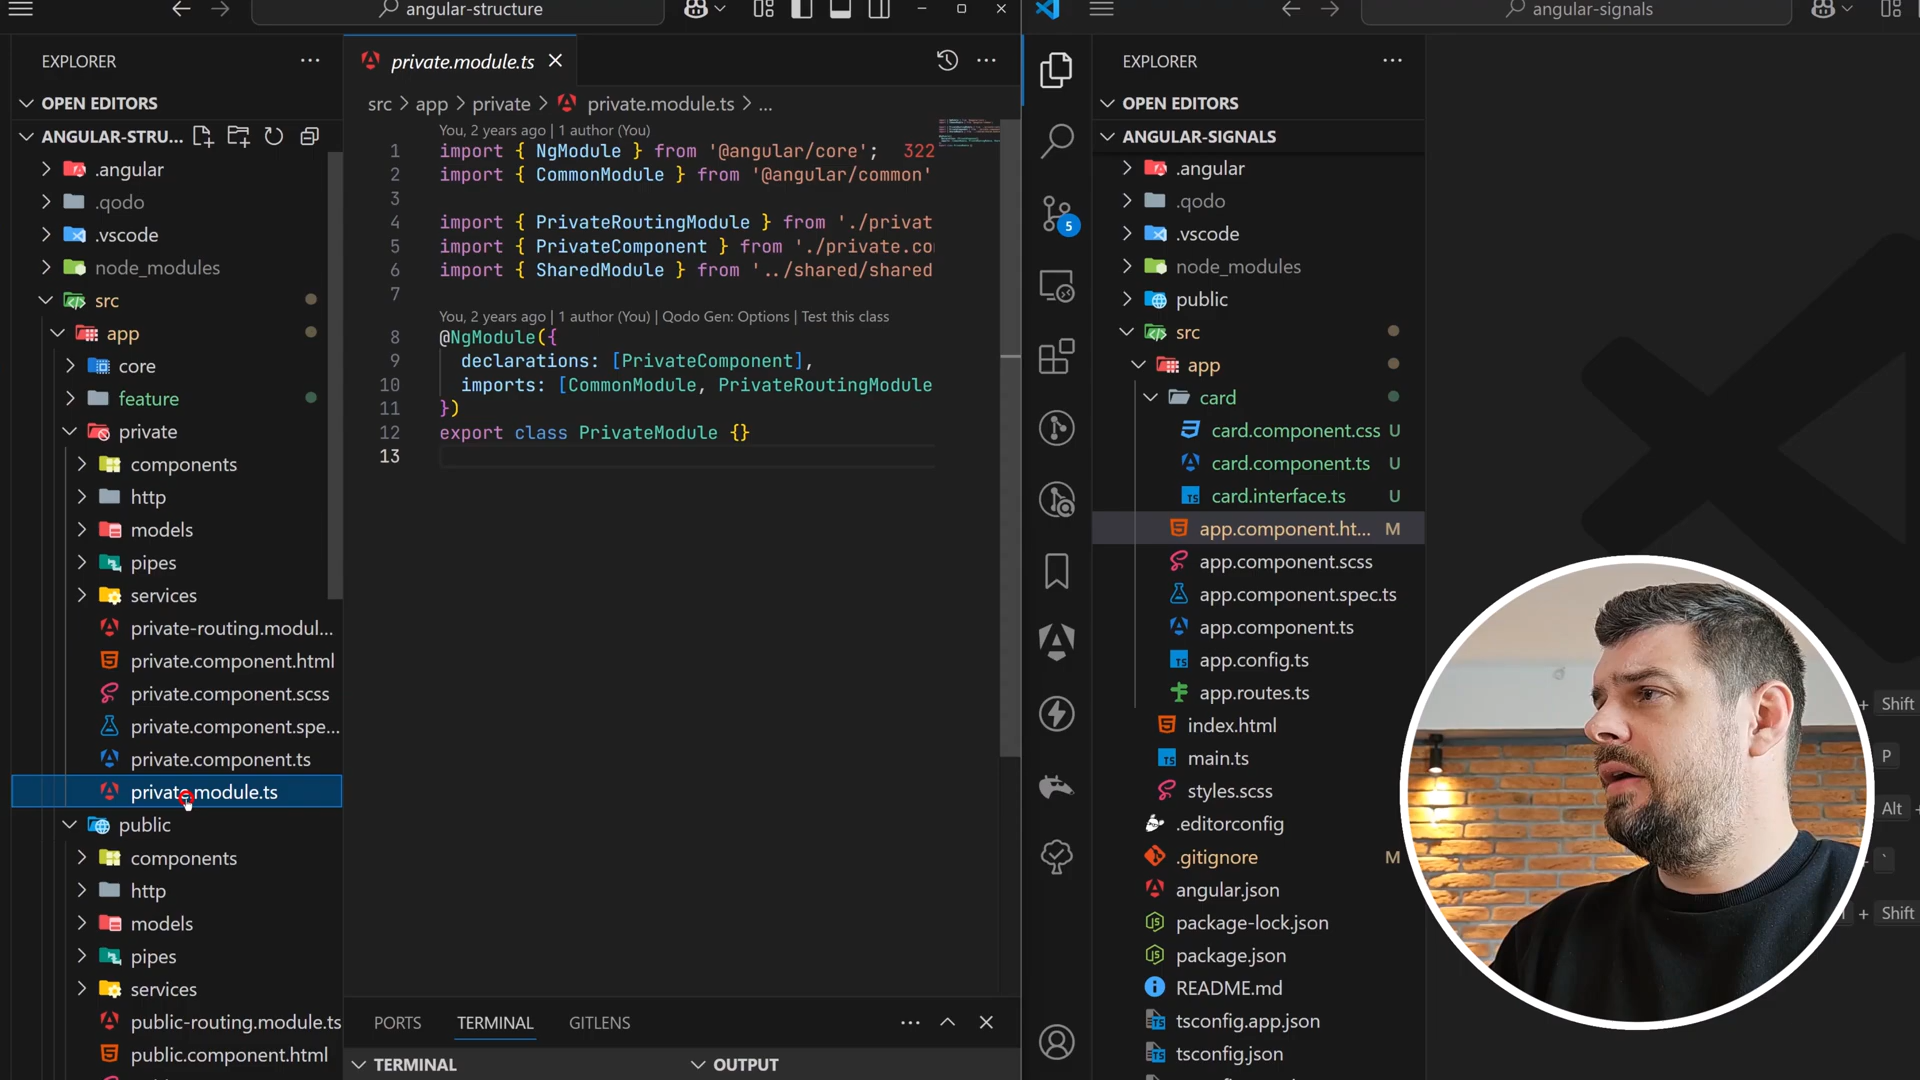 angular-structure
EXPLORER
OPEN EDITORS
ANGULAR-STRU...
.angular
.qodo
.vscode
node_modules
src
app
core
feature
private
components
http
models
pipes
services
private-routing.modul...
private.component.html
private.component.scss
private.component.spe...
private.component.ts
private.module.ts
public
components
http
models
pipes
services
public-routing.module.ts
public.component.html
private.module.ts
src > app > private > private.module.ts > ...
You, 2 years ago | 1 author (You)
1 import { NgModule } from '@angular/core'; 322
2 import { CommonModule } from '@angular/common'
3
4 import { PrivateRoutingModule } from './privat
5 import { PrivateComponent } from './private.co
6 import { SharedModule } from '../shared/shared
7
You, 2 years ago | 1 author (You) | Qodo Gen: Options | Test this class
8 @NgModule({
9 declarations: [PrivateComponent],
10 imports: [CommonModule, PrivateRoutingModule
11 })
12 export class PrivateModule {}
13
PORTS TERMINAL GITLENS
TERMINAL OUTPUT
angular-signals
5
EXPLORER
OPEN EDITORS
ANGULAR-SIGNALS
.angular
.qodo
.vscode
node_modules
public
src
app
card
card.component.css U
card.component.ts U
card.interface.ts U
app.component.ht... M
app.component.scss
app.component.spec.ts
app.component.ts
app.config.ts
app.routes.ts
index.html
main.ts
styles.scss
.editorconfig
.gitignore M
angular.json
package-lock.json
package.json
README.md
tsconfig.app.json
tsconfig.json
+ Shift
P
Alt +
`
+ Shift